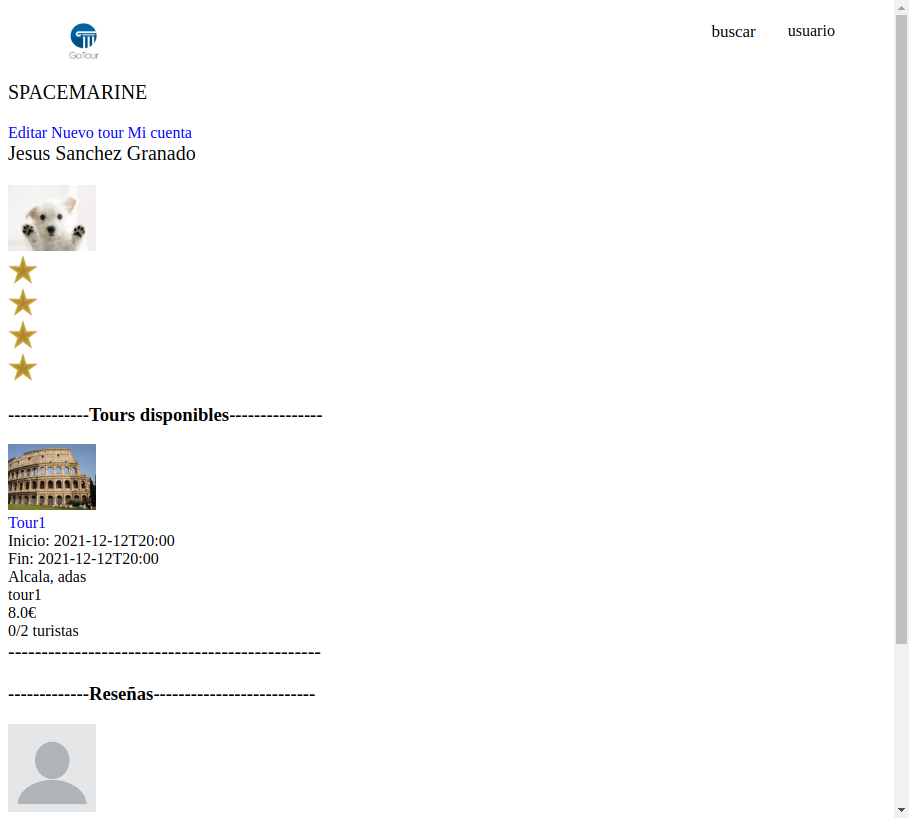 GoTour
buscar
usuario
SPACEMARINE
Editar Nuevo tour Mi cuenta
Jesus Sanchez Granado
-------------Tours disponibles---------------
Tour1
Inicio: 2021-12-12T20:00
Fin: 2021-12-12T20:00
Alcala, adas
tour1
8.0€
0/2 turistas
-----------------------------------------------
-------------Reseñas--------------------------